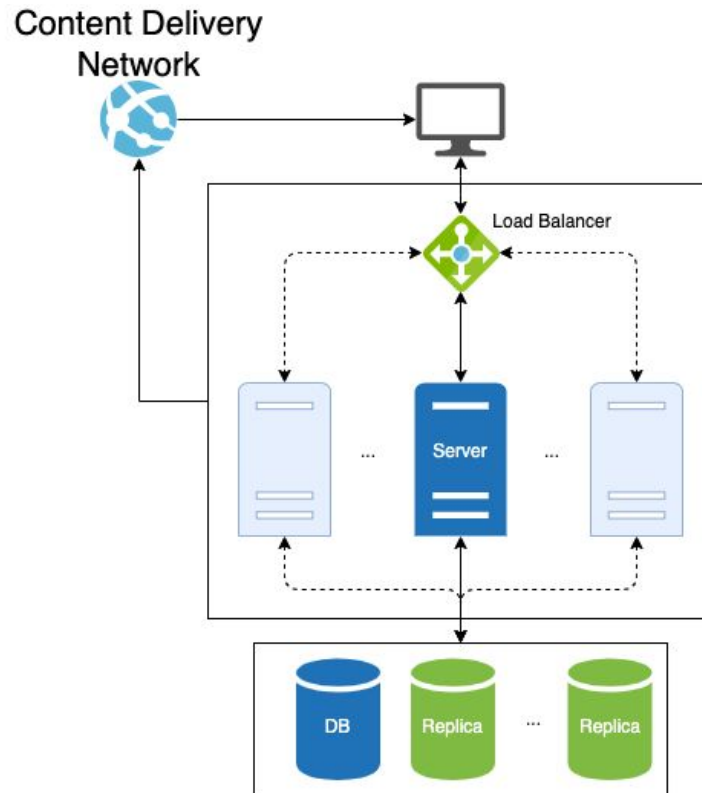 Content Delivery
Network
Load Balancer
... Server ...
DB Replica ... Replica